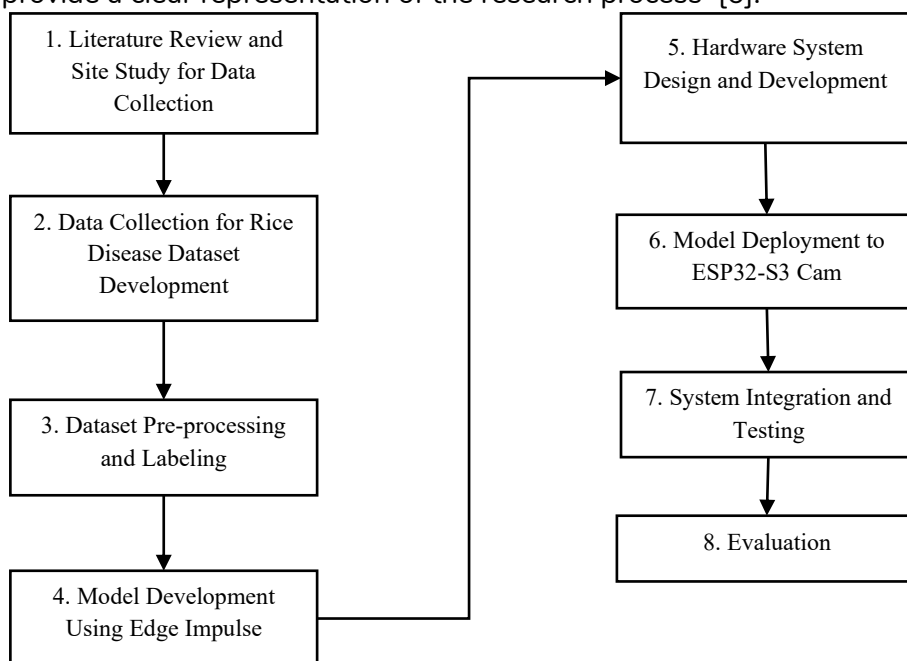 provide a clear representation of the research process" [6].
1. Literature Review and
Site Study for Data
Collection
2. Data Collection for Rice
Disease Dataset
Development
3. Dataset Pre-processing
and Labeling
4. Model Development
Using Edge Impulse
5. Hardware System
Design and Development
6. Model Deployment to
ESP32-S3 Cam
7. System Integration and
Testing
8. Evaluation